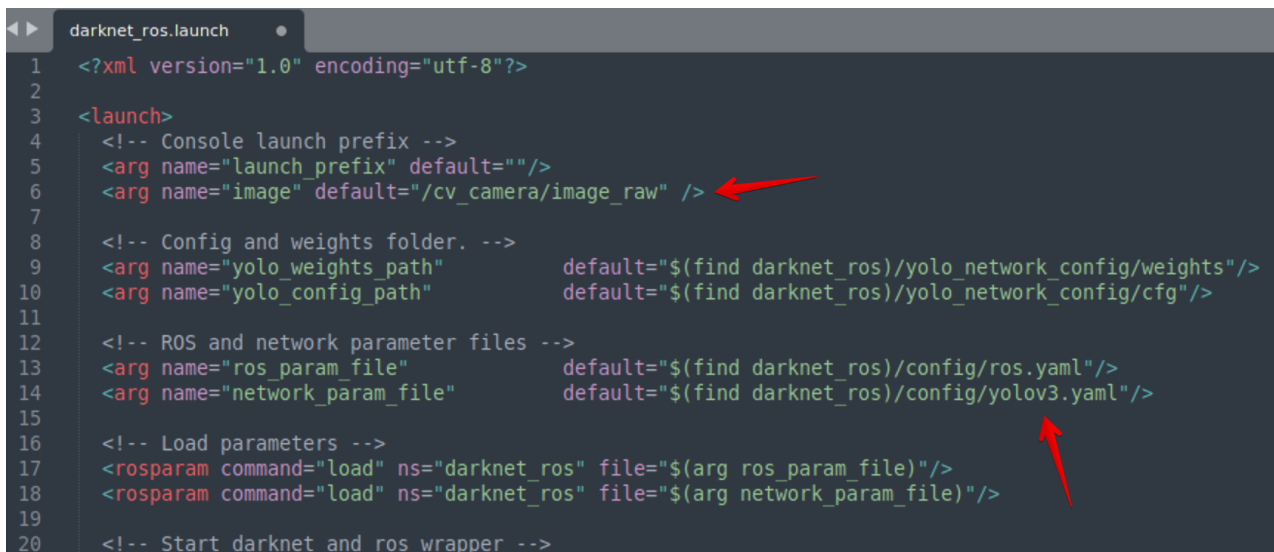 darknet_ros.launch
1 <?xml version="1.0" encoding="utf-8"?>
2
3 <launch>
4 <!-- Console launch prefix -->
5 <arg name="launch_prefix" default=""/>
6 <arg name="image" default="/cv_camera/image_raw" />
7
8 <!-- Config and weights folder. -->
9 <arg name="yolo_weights_path" default="$(find darknet_ros)/yolo_network_config/weights"/>
10 <arg name="yolo_config_path" default="$(find darknet_ros)/yolo_network_config/cfg"/>
11
12 <!-- ROS and network parameter files -->
13 <arg name="ros_param_file" default="$(find darknet_ros)/config/ros.yaml"/>
14 <arg name="network_param_file" default="$(find darknet_ros)/config/yolov3.yaml"/>
15
16 <!-- Load parameters -->
17 <rosparam command="load" ns="darknet_ros" file="$(arg ros_param_file)"/>
18 <rosparam command="load" ns="darknet_ros" file="$(arg network_param_file)"/>
19
20 <!-- Start darknet and ros wrapper -->